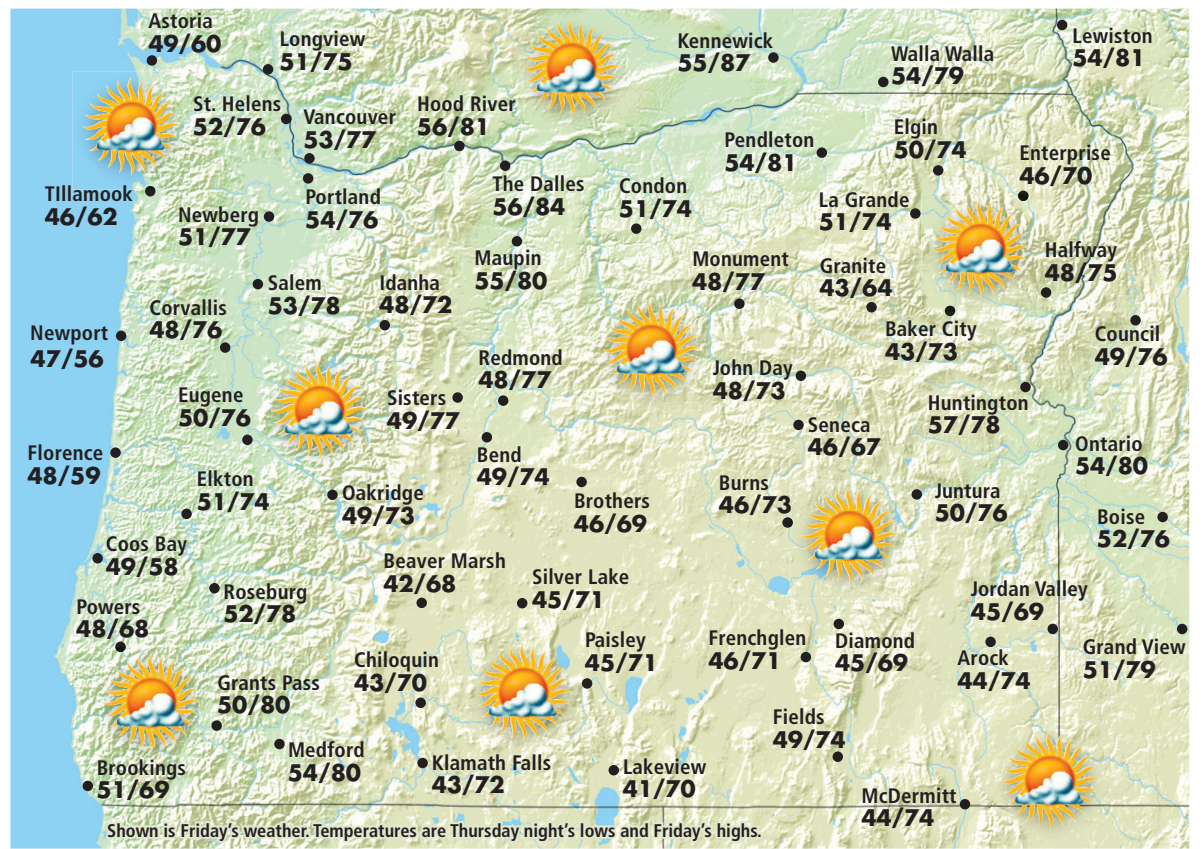 Astoria
49/60
Longview
51/75
Kennewick
55/87
Walla Walla
54/79
Lewiston
54/81
St. Helens
52/76
Vancouver
53/77
Hood River
56/81
Pendleton
54/81
Elgin
50/74
Enterprise
46/70
TIllamook
46/62
Portland
54/76
Newberg
51/77
The Dalles
56/84
Condon
51/74
La Grande
51/74
Maupin
55/80
Monument
48/77
Granite
43/64
Halfway
48/75
Salem
53/78
Idanha
48/72
Corvallis
48/76
Newport
47/56
Baker City
43/73
Council
49/76
Redmond
48/77
John Day
48/73
Eugene
50/76
Sisters
49/77
Huntington
57/78
Seneca
46/67
Florence
48/59
Bend
49/74
Ontario
54/80
Elkton
51/74
Oakridge
49/73
Brothers
46/69
Burns
46/73
Juntura
50/76
Boise
52/76
Coos Bay
49/58
Beaver Marsh
42/68
Silver Lake
45/71
Roseburg
52/78
Jordan Valley
45/69
Powers
48/68
Paisley
45/71
Frenchglen
46/71
Diamond
45/69
Arock
44/74
Grand View
51/79
Chiloquin
43/70
Grants Pass
50/80
Fields
49/74
Medford
54/80
Klamath Falls
43/72
Lakeview
41/70
Brookings
51/69
McDermitt
44/74
Shown is Friday's weather. Temperatures are Thursday night's lows and Friday's highs.